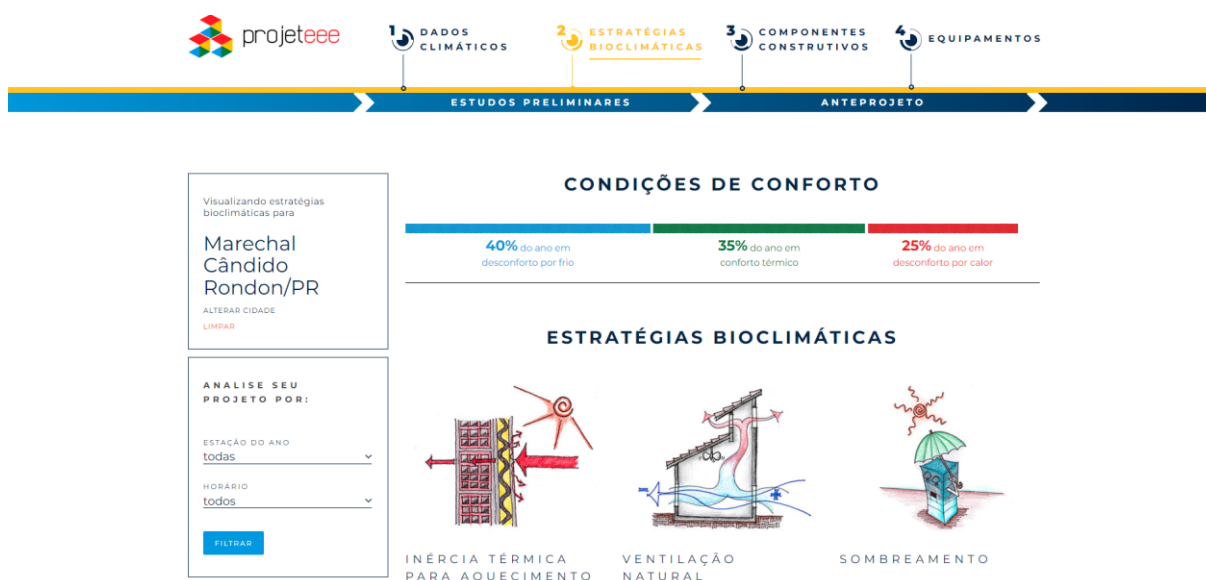 projeteee
1 DADOS CLIMÁTICOS
2 ESTRATÉGIAS BIOCLIMÁTICAS
3 COMPONENTES CONSTRUTIVOS
4 EQUIPAMENTOS
ESTUDOS PRELIMINARES
ANTEPROJETO
Visualizando estratégias
bioclimáticas para
Marechal
Cândido
Rondon/PR
ALTERAR CIDADE
LIMPAR
ANALISE SEU
PROJETO POR:
ESTAÇÃO DO ANO
todas
HORÁRIO
todos
FILTRAR
CONDIÇÕES DE CONFORTO
40% do ano em
desconforto por frio
35% do ano em
conforto térmico
25% do ano em
desconforto por calor
ESTRATÉGIAS BIOCLIMÁTICAS
INÉRCIA TÉRMICA
PARA AQUECIMENTO
VENTILAÇÃO
NATURAL
SOMBREAMENTO